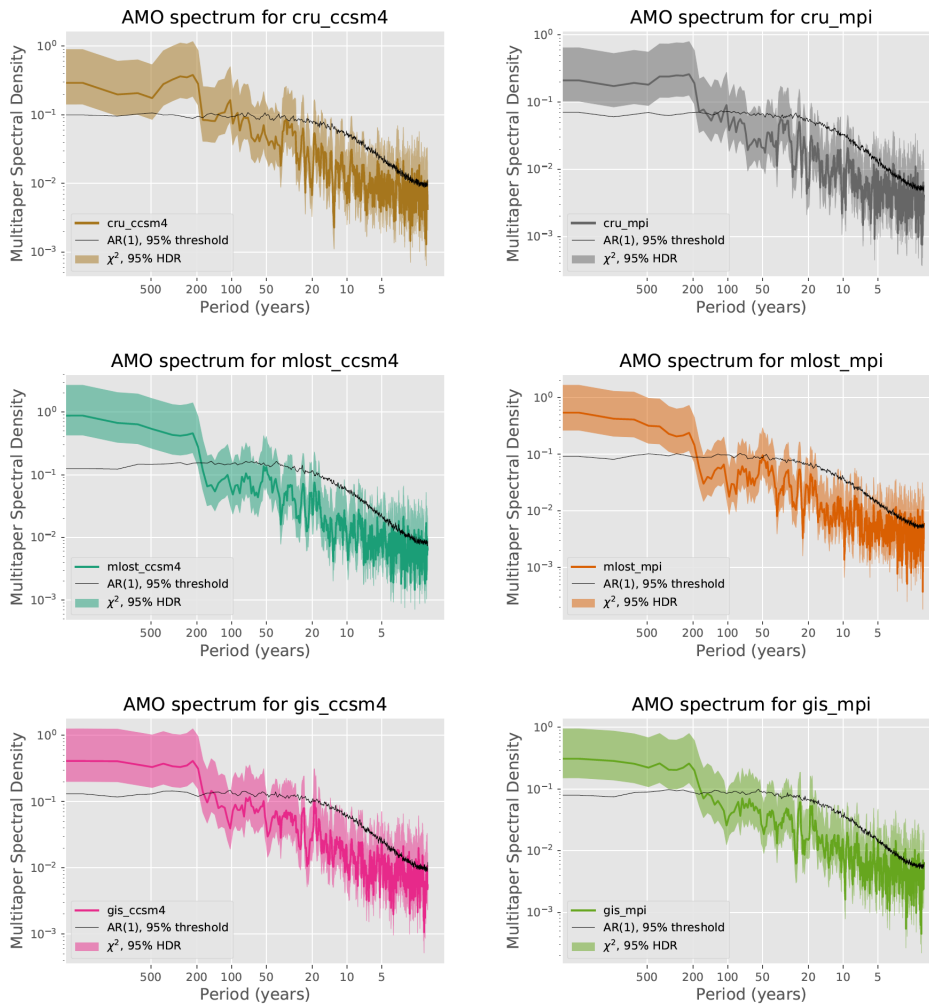 AMO spectrum for cru_ccsm4
Multitaper Spectral Density
10⁰
10⁻¹
10⁻²
10⁻³
cru_ccsm4
AR(1), 95% threshold
χ², 95% HDR
500 200 100 50 20 10 5
Period (years)
AMO spectrum for cru_mpi
Multitaper Spectral Density
10⁰
10⁻¹
10⁻²
10⁻³
cru_mpi
AR(1), 95% threshold
χ², 95% HDR
500 200 100 50 20 10 5
Period (years)
AMO spectrum for mlost_ccsm4
Multitaper Spectral Density
10⁰
10⁻¹
10⁻²
10⁻³
mlost_ccsm4
AR(1), 95% threshold
χ², 95% HDR
500 200 100 50 20 10 5
Period (years)
AMO spectrum for mlost_mpi
Multitaper Spectral Density
10⁰
10⁻¹
10⁻²
10⁻³
mlost_mpi
AR(1), 95% threshold
χ², 95% HDR
500 200 100 50 20 10 5
Period (years)
AMO spectrum for gis_ccsm4
Multitaper Spectral Density
10⁰
10⁻¹
10⁻²
10⁻³
gis_ccsm4
AR(1), 95% threshold
χ², 95% HDR
500 200 100 50 20 10 5
Period (years)
AMO spectrum for gis_mpi
Multitaper Spectral Density
10⁰
10⁻¹
10⁻²
10⁻³
gis_mpi
AR(1), 95% threshold
χ², 95% HDR
500 200 100 50 20 10 5
Period (years)